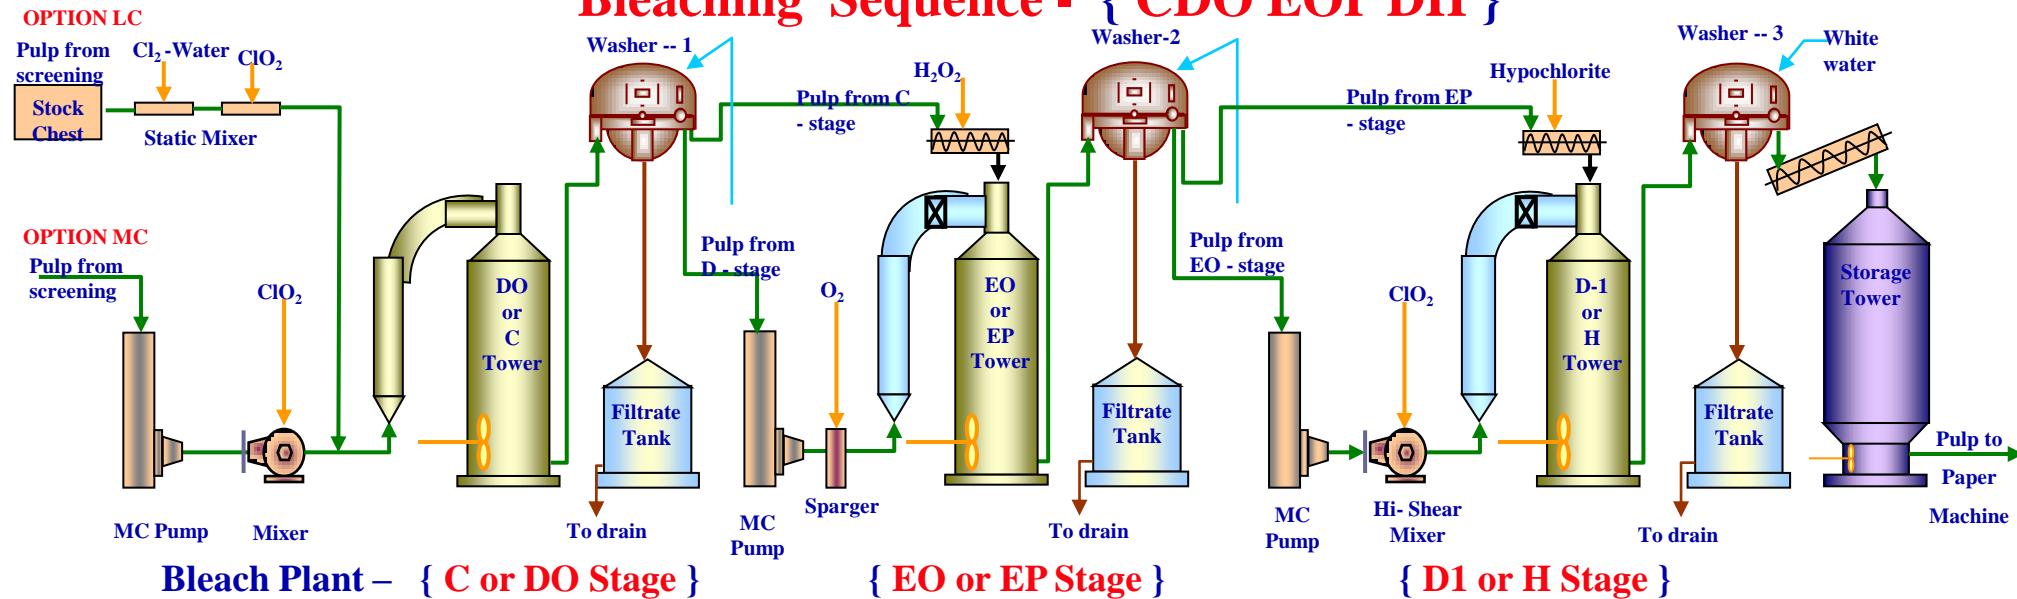 Bleaching Sequence - { CDO EOP DH }
OPTION LC
Pulp from
screening
Cl₂ -Water
ClO₂
Stock
Chest
Static Mixer
OPTION MC
Pulp from
screening
ClO₂
MC Pump
Mixer
DO
or
C
Tower
Washer -- 1
Pulp from C
- stage
H₂O₂
Pulp from
D - stage
O₂
Filtrate
Tank
To drain
MC
Pump
Sparger
EO
or
EP
Tower
Washer-2
Pulp from EP
- stage
Hypochlorite
Pulp from
EO - stage
ClO₂
Filtrate
Tank
To drain
MC
Pump
Hi- Shear
Mixer
D-1
or
H
Tower
Washer -- 3
White
water
Filtrate
Tank
To drain
Storage
Tower
Pulp to
Paper
Machine
Bleach Plant – { C or DO Stage }
{ EO or EP Stage }
{ D1 or H Stage }